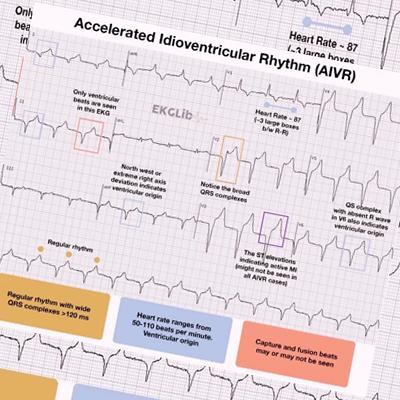 Only
beats
in
Heart Rate ~ 87
(~3 large boxes
Accelerated Idioventricular Rhythm (AIVR)
Only ventricular
beats are seen
in this EKG
EKGLib
Heart Rate ~ 87
(~3 large boxes
b/w R-R)
North west or
extreme right axis
deviation indicates
ventricular origin
Notice the broad
QRS complexes
QS complex
with absent R wave
in V6 also indicates
ventricular origin
The ST elevations
indicating active MI
(might not be seen in
all AIVR cases)
Regular rhythm
Regular rhythm with wide
QRS complexes >120 ms
Heart rate ranges from
50-110 beats per minute.
Ventricular origin
Capture and fusion beats
may or may not be seen